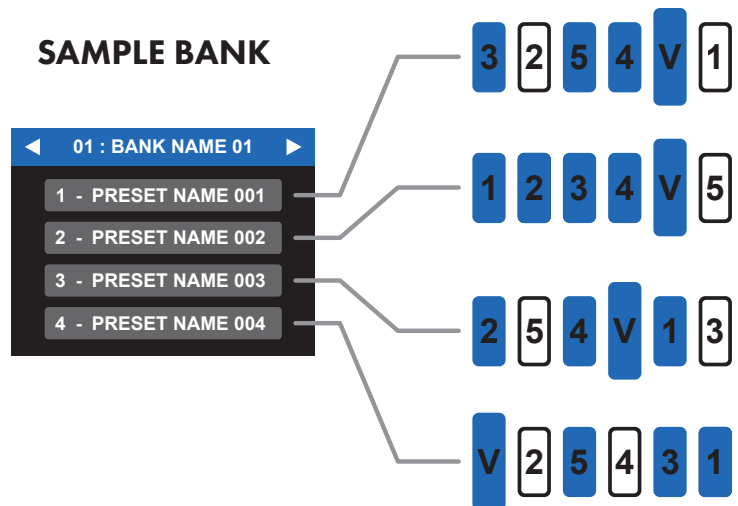 SAMPLE BANK
01 : BANK NAME 01
1 - PRESET NAME 001
2 - PRESET NAME 002
3 - PRESET NAME 003
4 - PRESET NAME 004
3 2 5 4 V 1
1 2 3 4 V 5
2 5 4 V 1 3
V 2 5 4 3 1